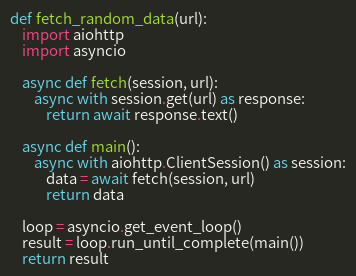 def fetch_random_data(url):
    import aiohttp
    import asyncio

    async def fetch(session, url):
        async with session.get(url) as response:
            return await response.text()

    async def main():
        async with aiohttp.ClientSession() as session:
            data = await fetch(session, url)
            return data

    loop = asyncio.get_event_loop()
    result = loop.run_until_complete(main())
    return result